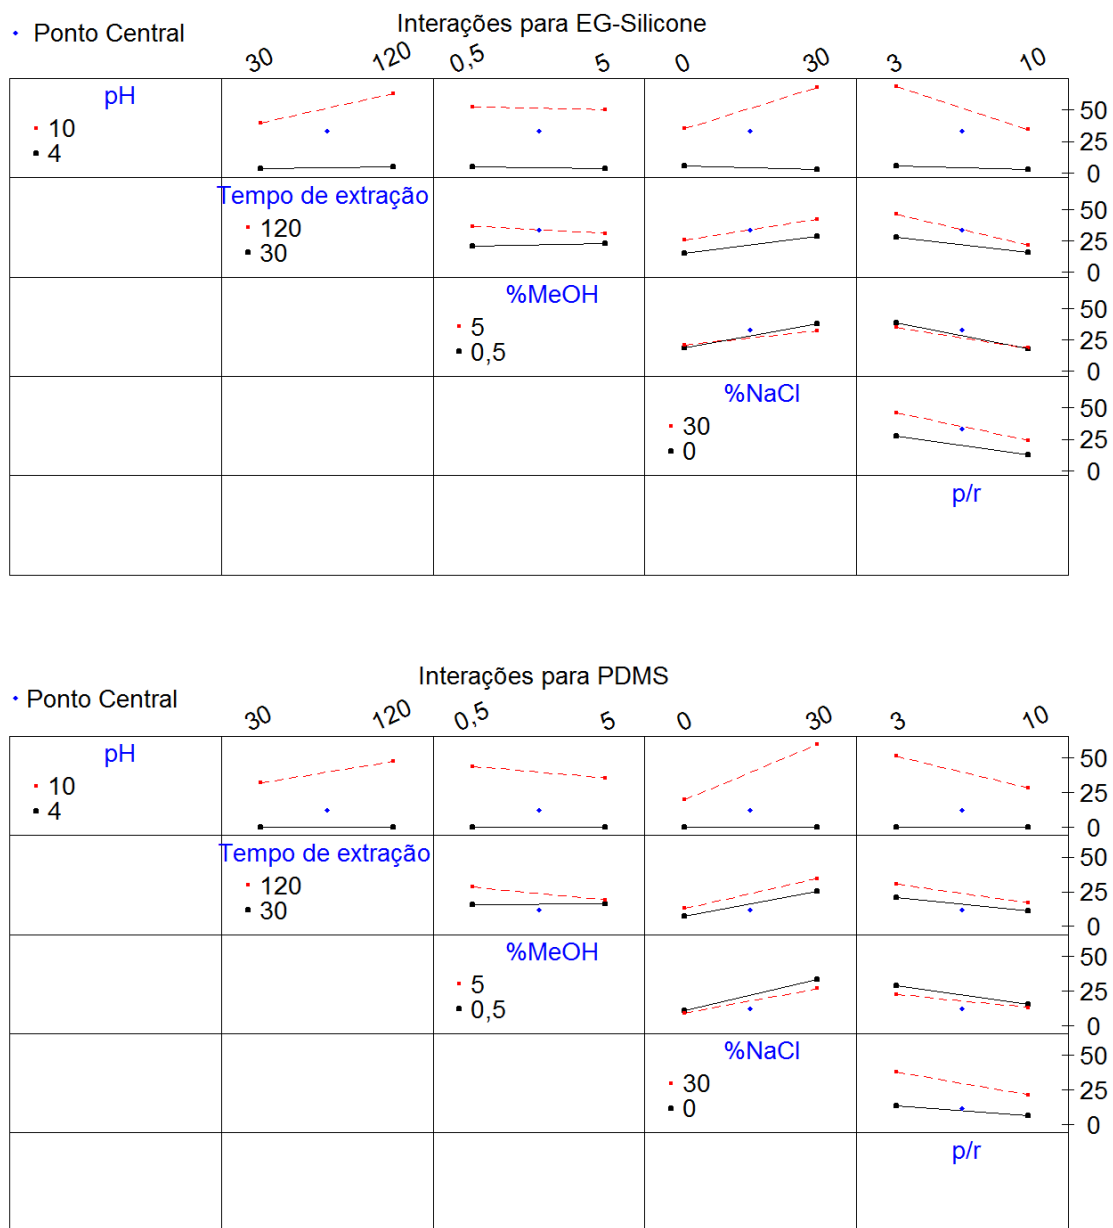 Interações para EG-Silicone
Ponto Central
30 120 0,5 5 0 30 3 10
pH
10
4
50
25
0
Tempo de extração
120
30
50
25
0
%MeOH
5
0,5
50
25
0
%NaCl
30
0
50
25
0
p/r
Interações para PDMS
Ponto Central
30 120 0,5 5 0 30 3 10
pH
10
4
50
25
0
Tempo de extração
120
30
50
25
0
%MeOH
5
0,5
50
25
0
%NaCl
30
0
50
25
0
p/r